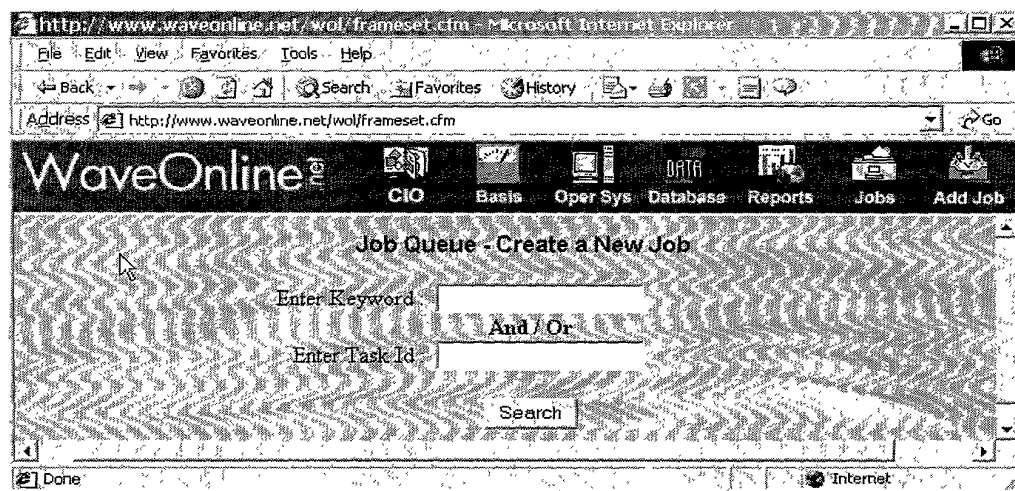 http://www.waveonline.net/wol/frameset.cfm - Microsoft Internet Explorer
File Edit View Favorites Tools Help
Back Search Favorites History
Address http://www.waveonline.net/wol/frameset.cfm Go
WaveOnline.net CIO Basis Oper Sys DATA Database Reports Jobs Add Job
Job Queue - Create a New Job
Enter Keyword :
And / Or
Enter Task Id :
Search
Done Internet